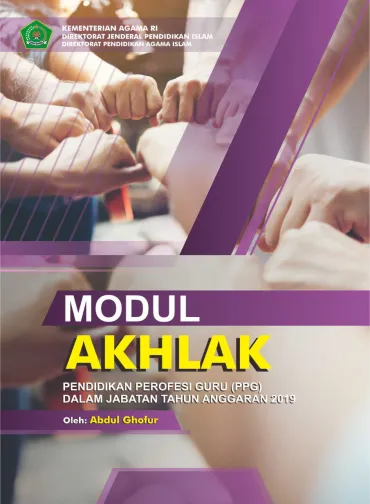 KEMENTERIAN AGAMA RI
DIREKTORAT JENDERAL PENDIDIKAN ISLAM
DIREKTORAT PENDIDIKAN AGAMA ISLAM
MODUL
AKHLAK
PENDIDIKAN PEROFESI GURU (PPG)
DALAM JABATAN TAHUN ANGGARAN 2019
Oleh: Abdul Ghofur